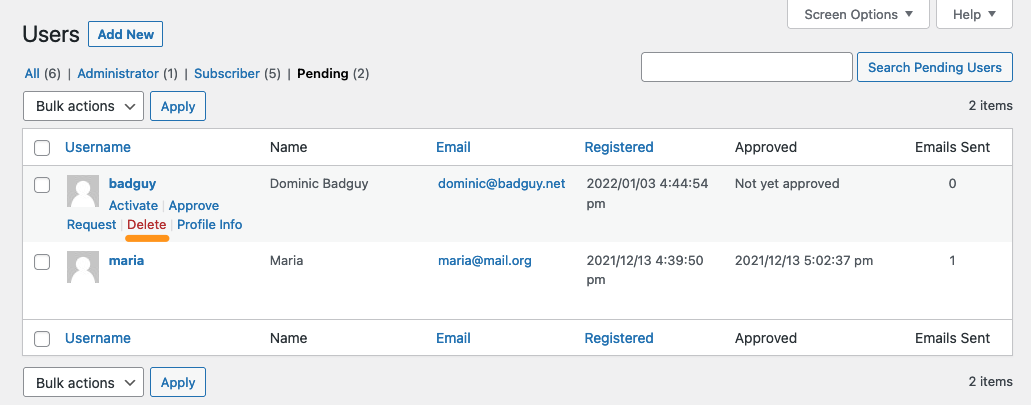 Screen Options ▼ Help ▼
Users Add New
All (6) | Administrator (1) | Subscriber (5) | Pending (2)
Search Pending Users
Bulk actions Apply 2 items
Username Name Email Registered Approved Emails Sent
badguy Dominic Badguy dominic@badguy.net 2022/01/03 4:44:54 Not yet approved 0
Activate | Approve pm
Request | Delete | Profile Info
maria Maria maria@mail.org 2021/12/13 4:39:50 2021/12/13 5:02:37 pm 1
pm
Username Name Email Registered Approved Emails Sent
Bulk actions Apply 2 items